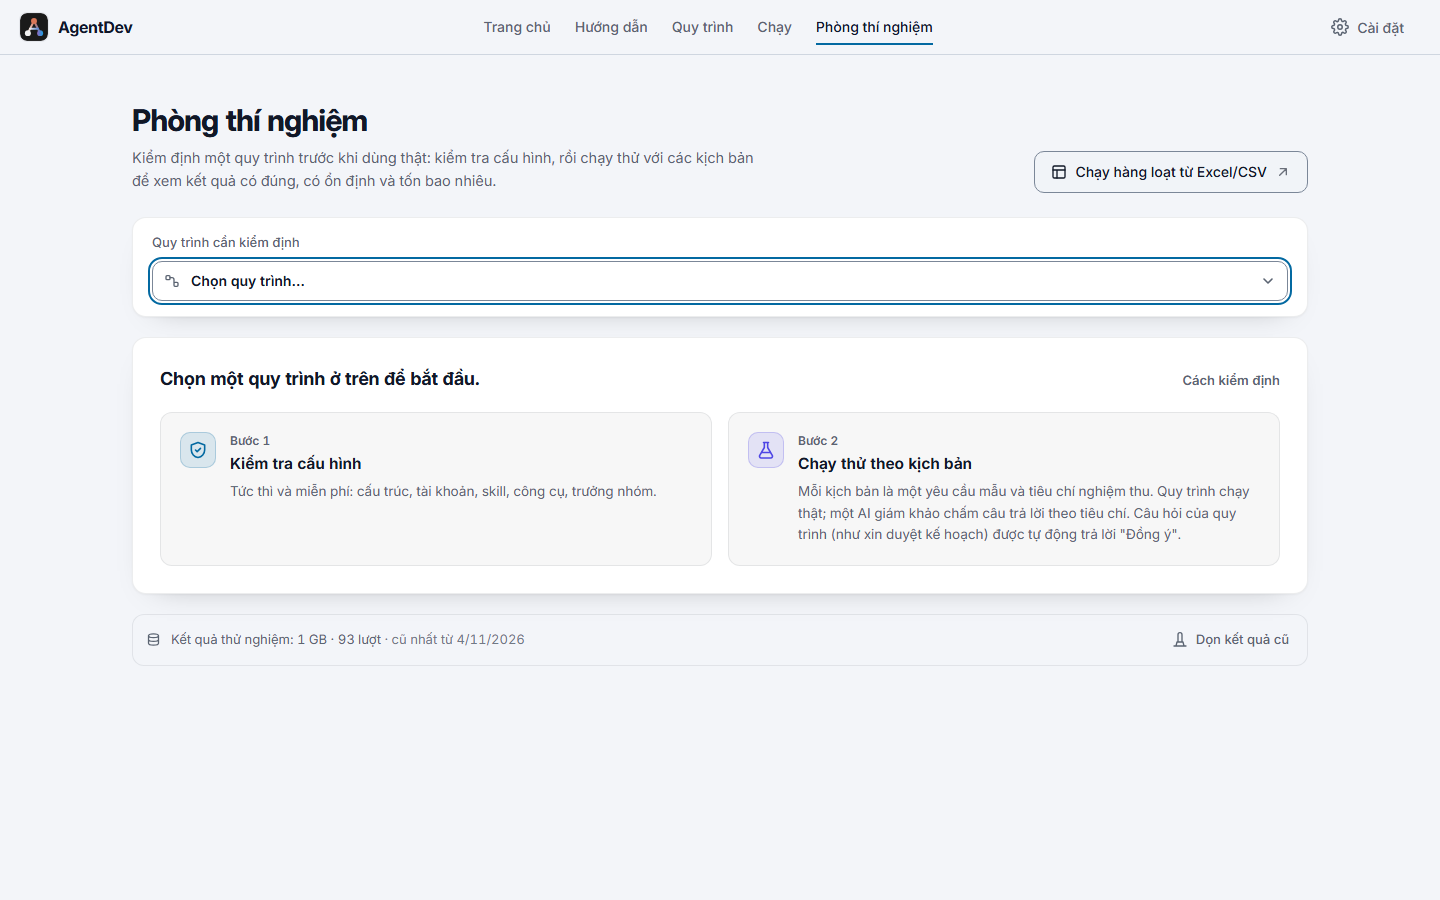 AgentDev
Trang chủ
Hướng dẫn
Quy trình
Chạy
Phòng thí nghiệm
Cài đặt
Phòng thí nghiệm
Kiểm định một quy trình trước khi dùng thật: kiểm tra cấu hình, rồi chạy thử với các kịch bản
để xem kết quả có đúng, có ổn định và tốn bao nhiêu.
Chạy hàng loạt từ Excel/CSV
Quy trình cần kiểm định
Chọn quy trình...
Chọn một quy trình ở trên để bắt đầu.
Cách kiểm định
Bước 1
Kiểm tra cấu hình
Tức thì và miễn phí: cấu trúc, tài khoản, skill, công cụ, trưởng nhóm.
Bước 2
Chạy thử theo kịch bản
Mỗi kịch bản là một yêu cầu mẫu và tiêu chí nghiệm thu. Quy trình chạy
thật; một AI giám khảo chấm câu trả lời theo tiêu chí. Câu hỏi của quy
trình (như xin duyệt kế hoạch) được tự động trả lời "Đồng ý".
Kết quả thử nghiệm: 1 GB · 93 lượt · cũ nhất từ 4/11/2026
Dọn kết quả cũ